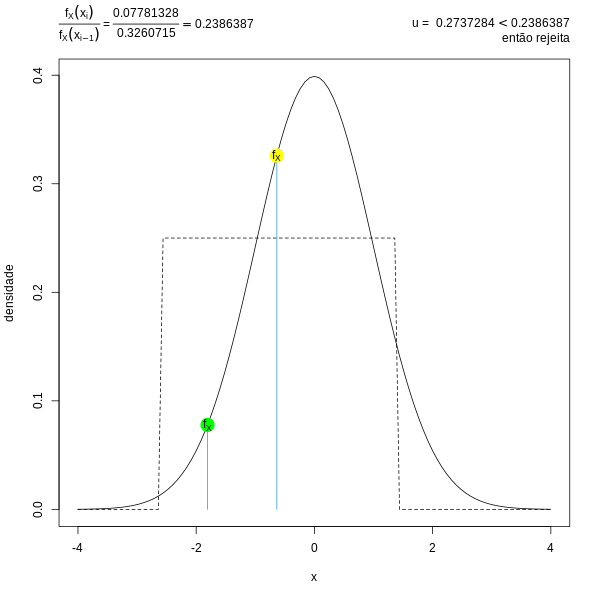 fX(xi) / fX(xi−1) = 0.07781328 / 0.3260715 = 0.2386387
u = 0.2737284 < 0.2386387
então rejeita
0.4
0.3
0.2
0.1
0.0
densidade
fX
fX
-4 -2 0 2 4
x